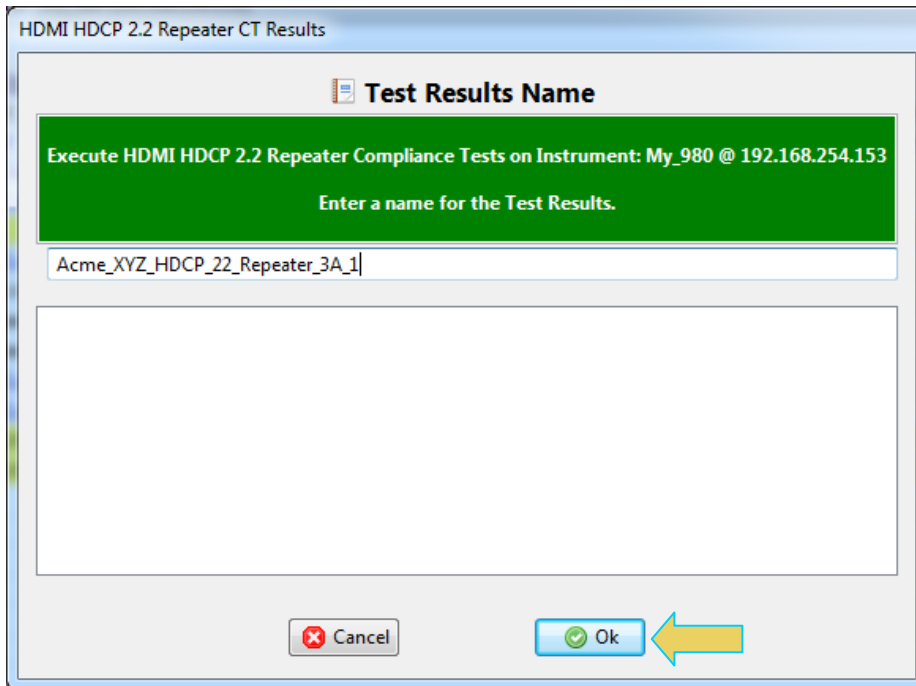 HDMI HDCP 2.2 Repeater CT Results
Test Results Name
Execute HDMI HDCP 2.2 Repeater Compliance Tests on Instrument: My_980 @ 192.168.254.153
Enter a name for the Test Results.
Acme_XYZ_HDCP_22_Repeater_3A_1
Cancel
Ok